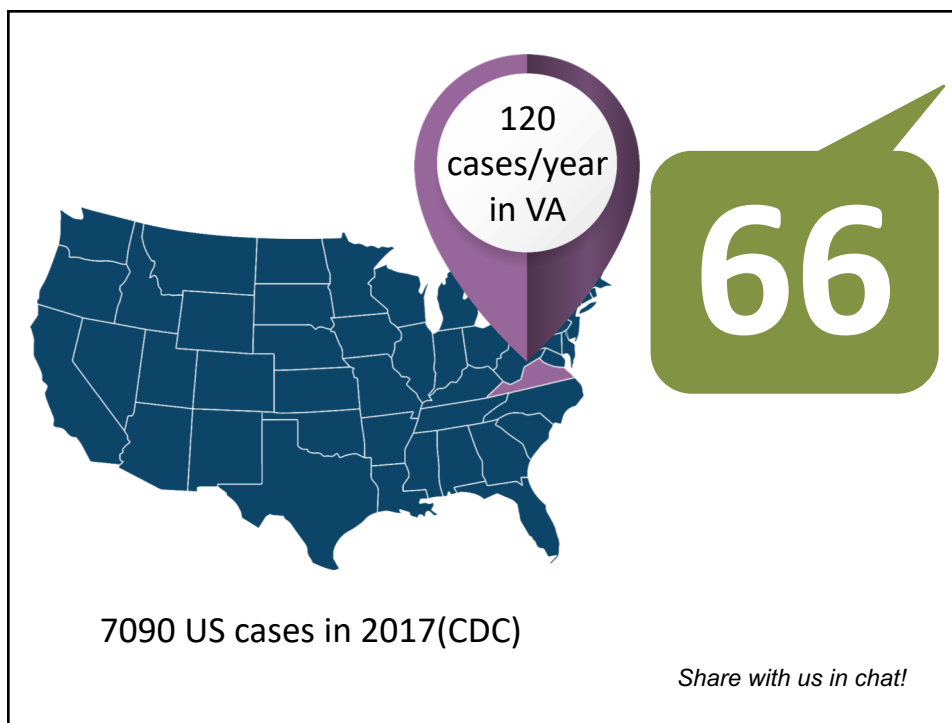 120
cases/year
in VA
66
7090 US cases in 2017(CDC)
Share with us in chat!